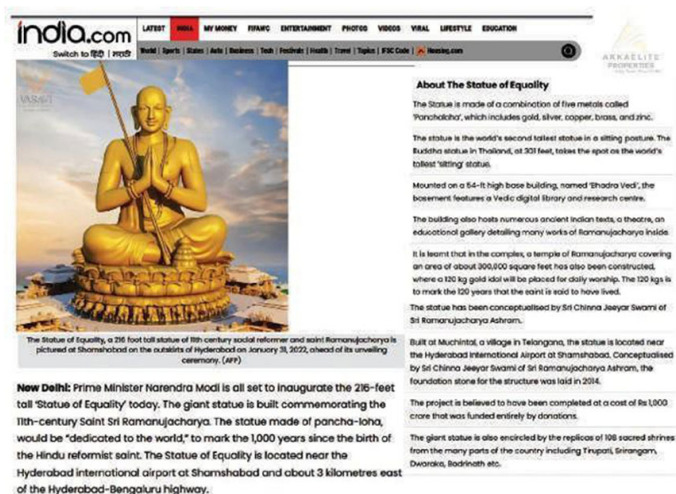 india.com
LATEST INDIA MY MONEY FIFAWC ENTERTAINMENT PHOTOS VIDEOS VIRAL LIFESTYLE EDUCATION
Switch to हिंदी | मराठी
World | Sports | States | Auto | Business | Tech | Festivals | Health | Travel | Topics | IFSC Code | Housing.com
ARKAELITE
PROPERTIES
VARAVI
The Statue of Equality, a 216 foot tall statue of 11th century social reformer and saint Ramanujacharya is
pictured at Shamshabad on the outskirts of Hyderabad on January 31, 2022, ahead of its unveiling
ceremony. (AFP)
New Delhi: Prime Minister Narendra Modi is all set to inaugurate the 216-feet
tall 'Statue of Equality' today. The giant statue is built commemorating the
11th-century Saint Sri Ramanujacharya. The statue made of pancha-loha,
would be "dedicated to the world," to mark the 1,000 years since the birth of
the Hindu reformist saint. The Statue of Equality is located near the
Hyderabad international airport at Shamshabad and about 3 kilometres east
of the Hyderabad-Bengaluru highway.
About The Statue of Equality
The Statue is made of a combination of five metals called
'Panchaloha', which includes gold, silver, copper, brass, and zinc.
The statue is the world's second tallest statue in a sitting posture. The
Buddha statue in Thailand, at 301 feet, takes the spot as the world's
tallest 'sitting' statue.
Mounted on a 54-ft high base building, named 'Bhadra Vedi', the
basement features a Vedic digital library and research centre.
The building also hosts numerous ancient Indian texts, a theatre, an
educational gallery detailing many works of Ramanujacharya inside.
It is learnt that in the complex, a temple of Ramanujacharya covering
an area of about 300,000 square feet has also been constructed,
where a 120 kg gold idol will be placed for daily worship. The 120 kgs is
to mark the 120 years that the saint is said to have lived.
The statue has been conceptualised by Sri Chinna Jeeyar Swami of
Sri Ramanujacharya Ashram.
Built at Muchintal, a village in Telangana, the statue is located near
the Hyderabad International Airport at Shamshabad. Conceptualised
by Sri Chinna Jeeyar Swami of Sri Ramanujacharya Ashram, the
foundation stone for the structure was laid in 2014.
The project is believed to have been completed at a cost of Rs 1,000
crore that was funded entirely by donations.
The giant statue is also encircled by the replicas of 108 sacred shrines
from the many parts of the country including Tirupati, Srirangam,
Dwaraka, Badrinath etc.